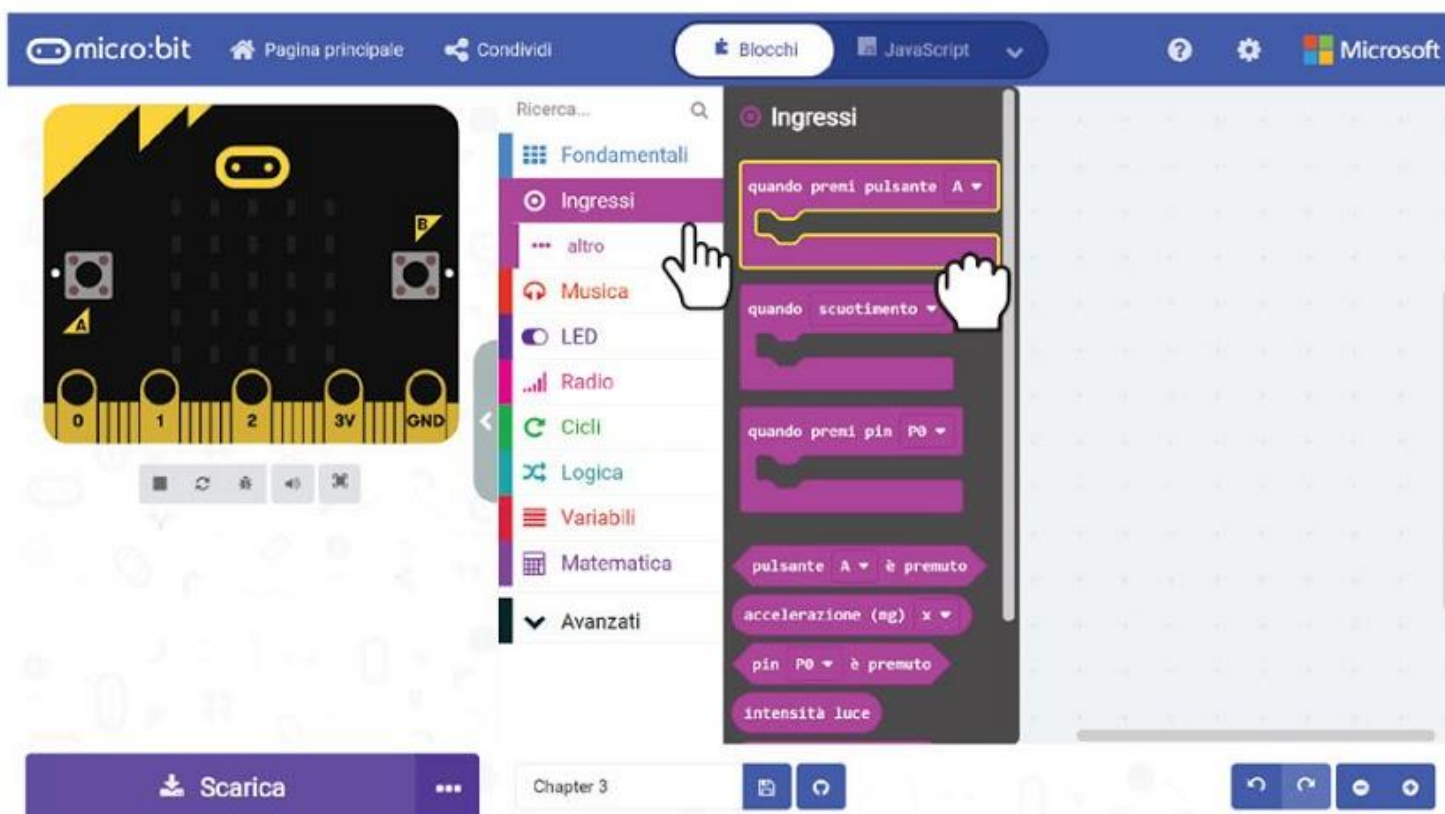 micro:bit Pagina principale Condividi Blocchi JavaScript Microsoft
Ricerca...
Fondamentali
Ingressi
altro
Musica
LED
Radio
Cicli
Logica
Variabili
Matematica
Avanzati
Ingressi
quando premi pulsante A
quando scuotimento
quando premi pin P0
pulsante A è premuto
accelerazione (mg) x
pin P0 è premuto
intensità luce
B
A
0 1 2 3V GND
Scarica
Chapter 3